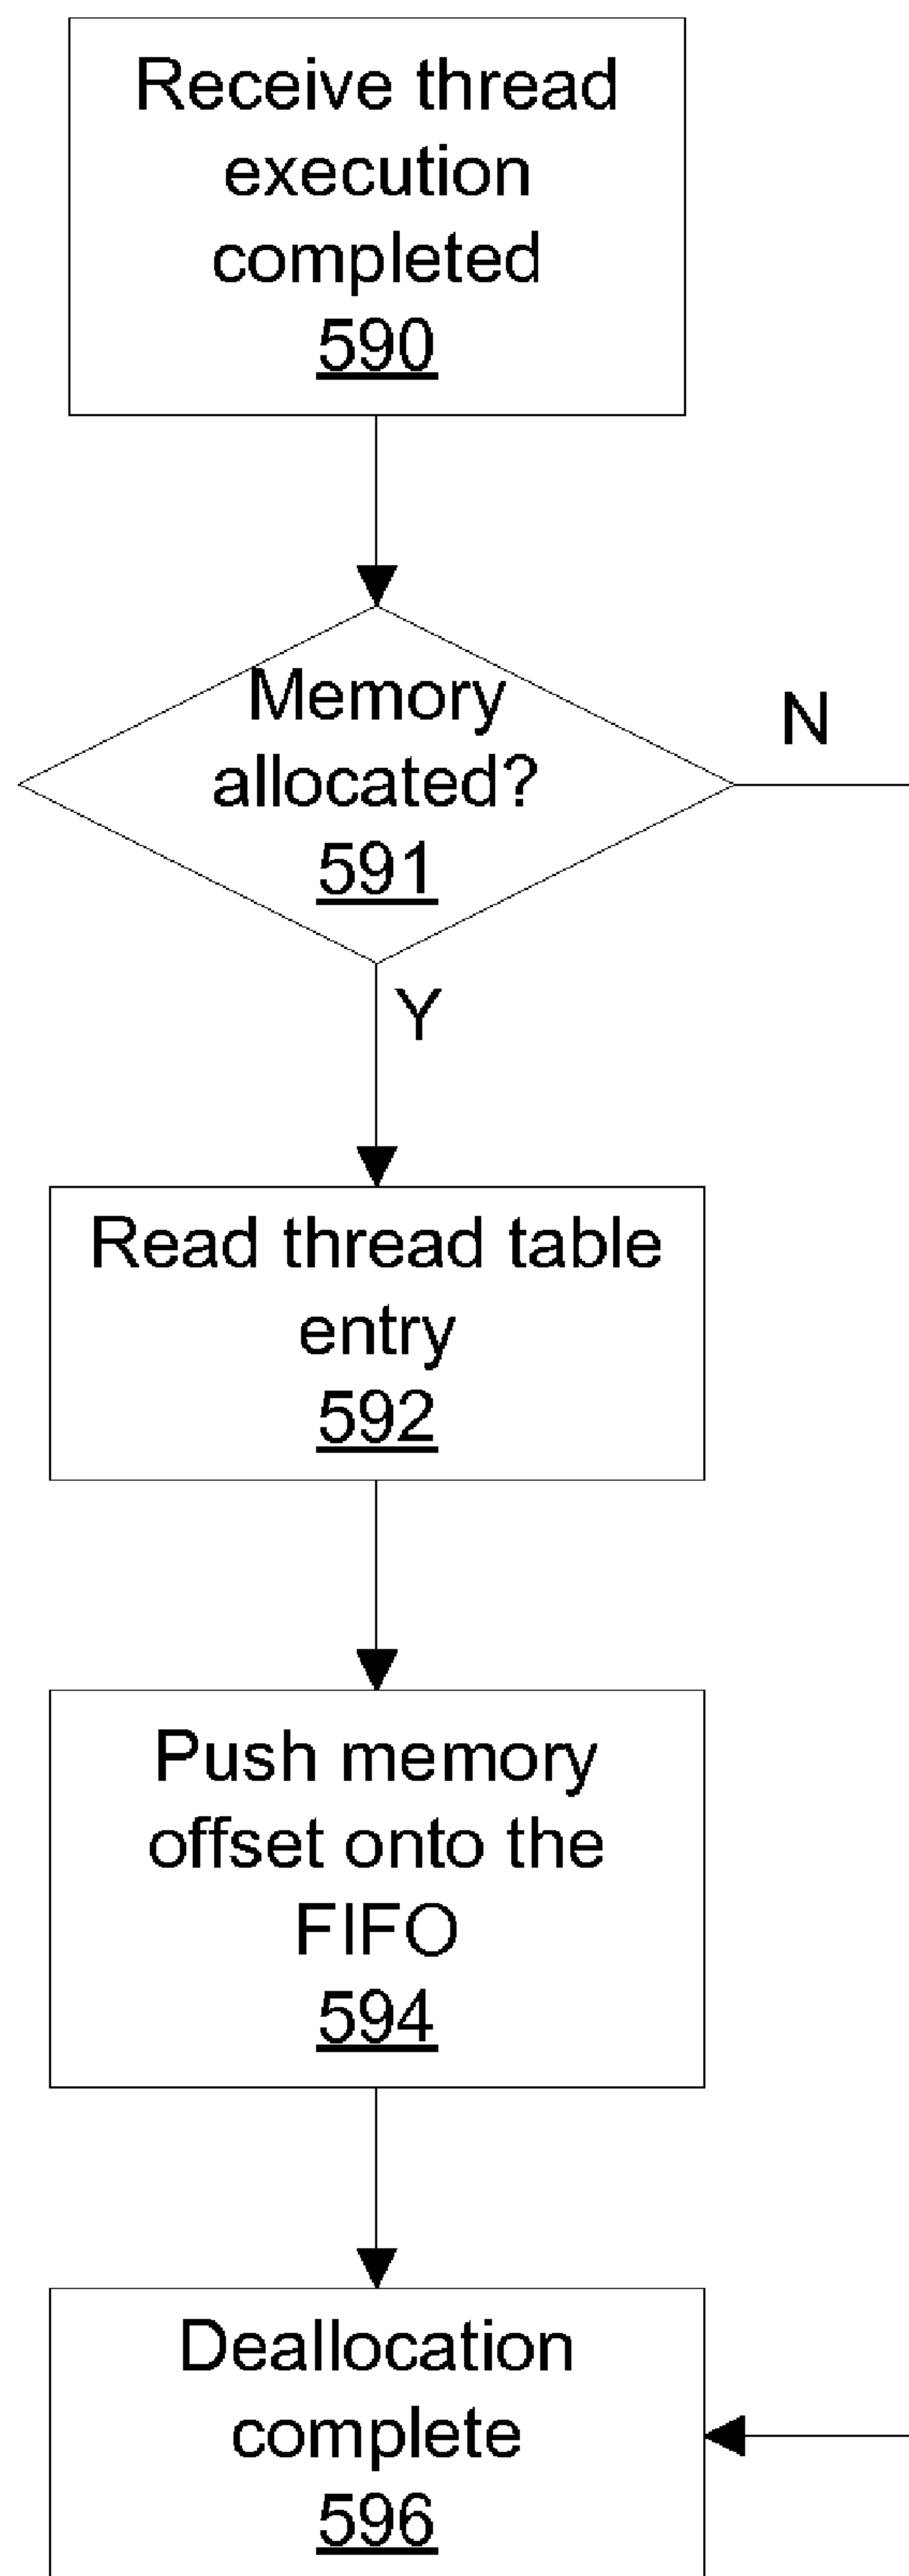 Receive thread
execution
completed
590
Memory
allocated?
591
N
Y
Read thread table
entry
592
Push memory
offset onto the
FIFO
594
Deallocation
complete
596